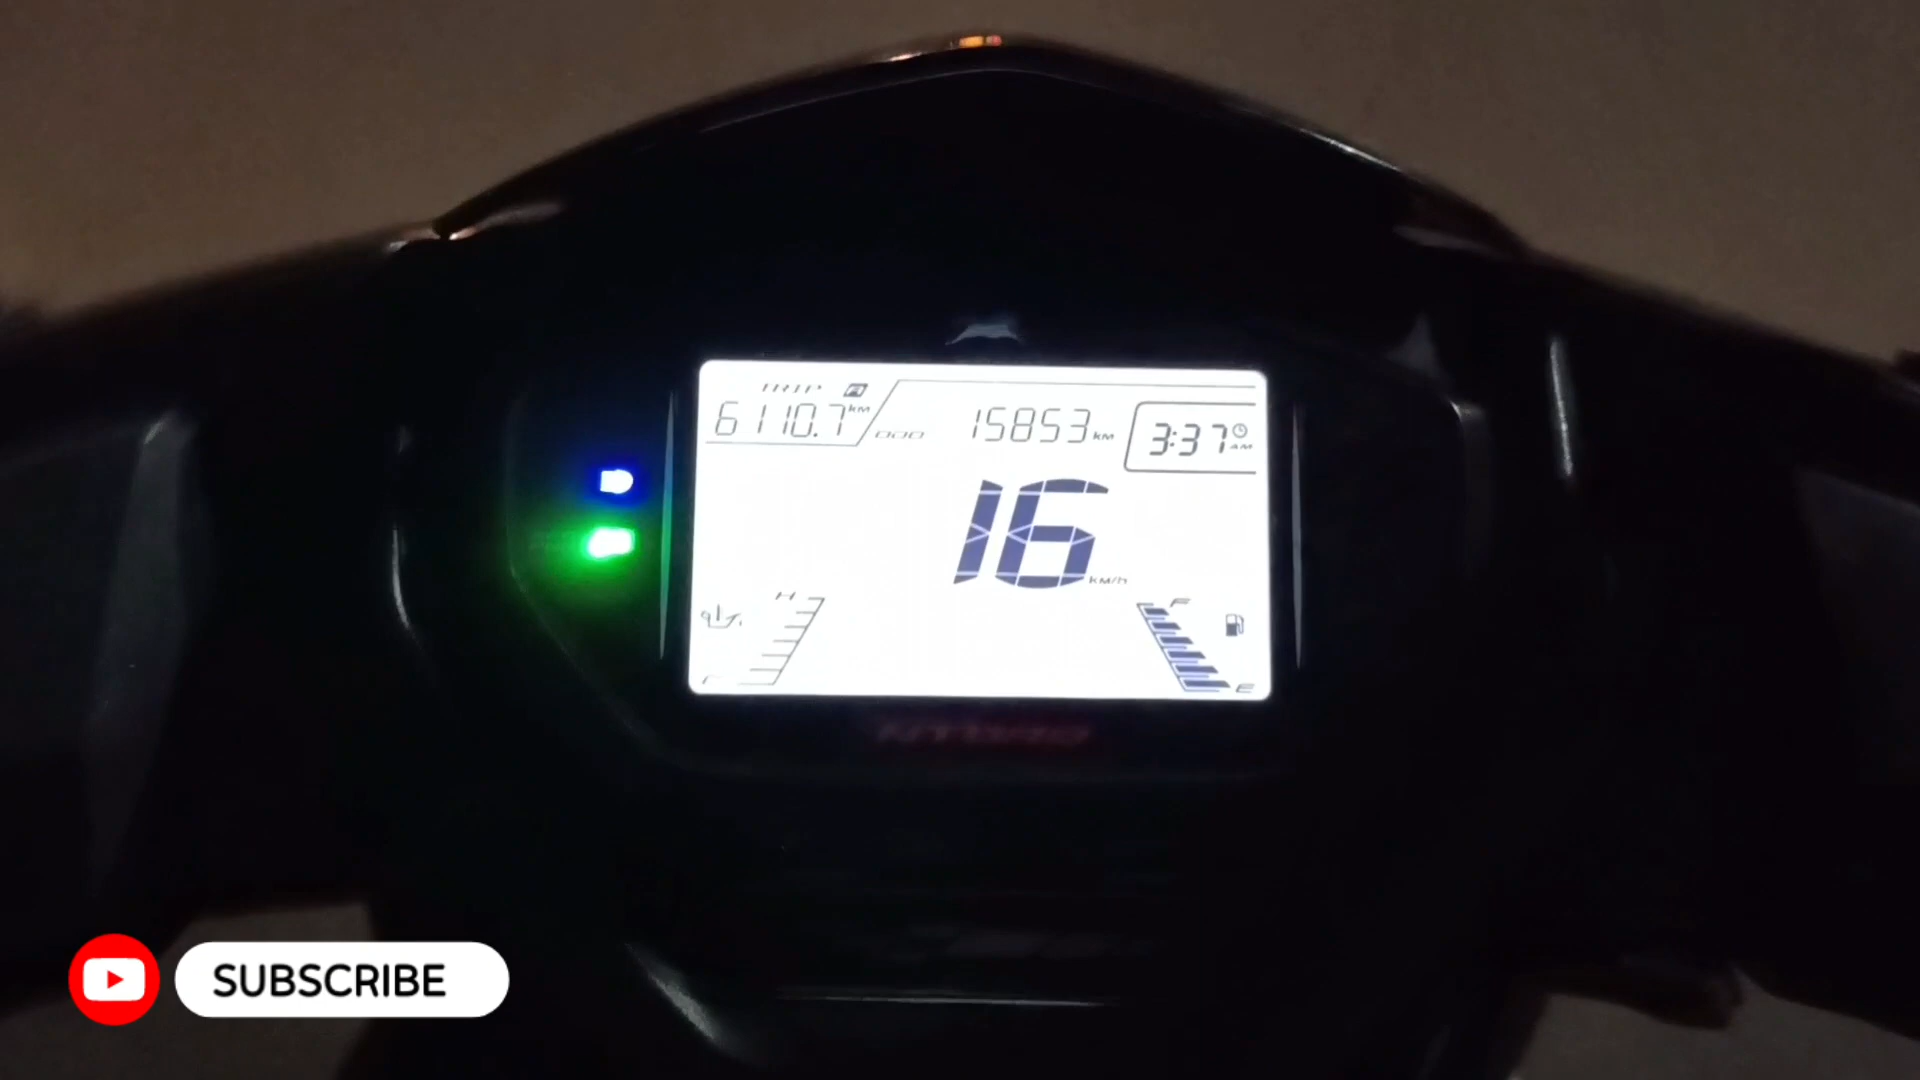 TRIP A
6110.7 km
ODO
15853 km
3:37 AM
16 km/h
H
F
E
SUBSCRIBE